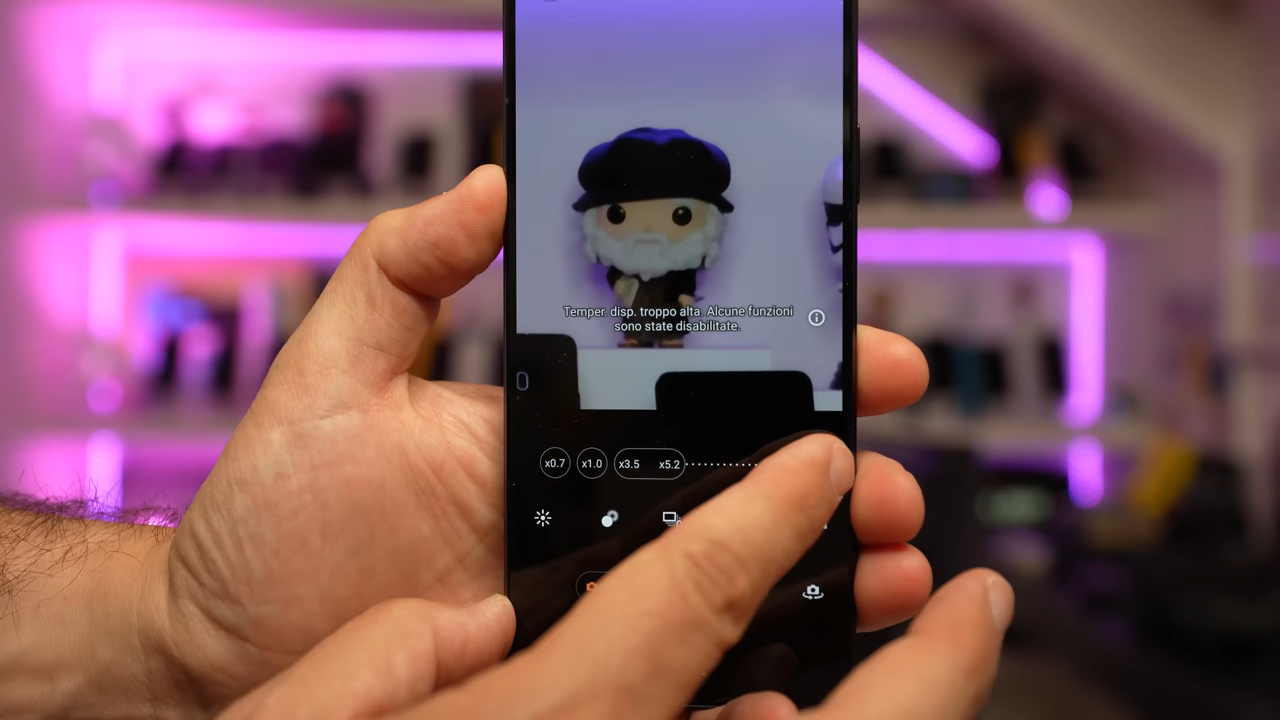 Temper. disp. troppo alta. Alcune funzioni
sono state disabilitate.
x0.7 x1.0 x3.5 x5.2